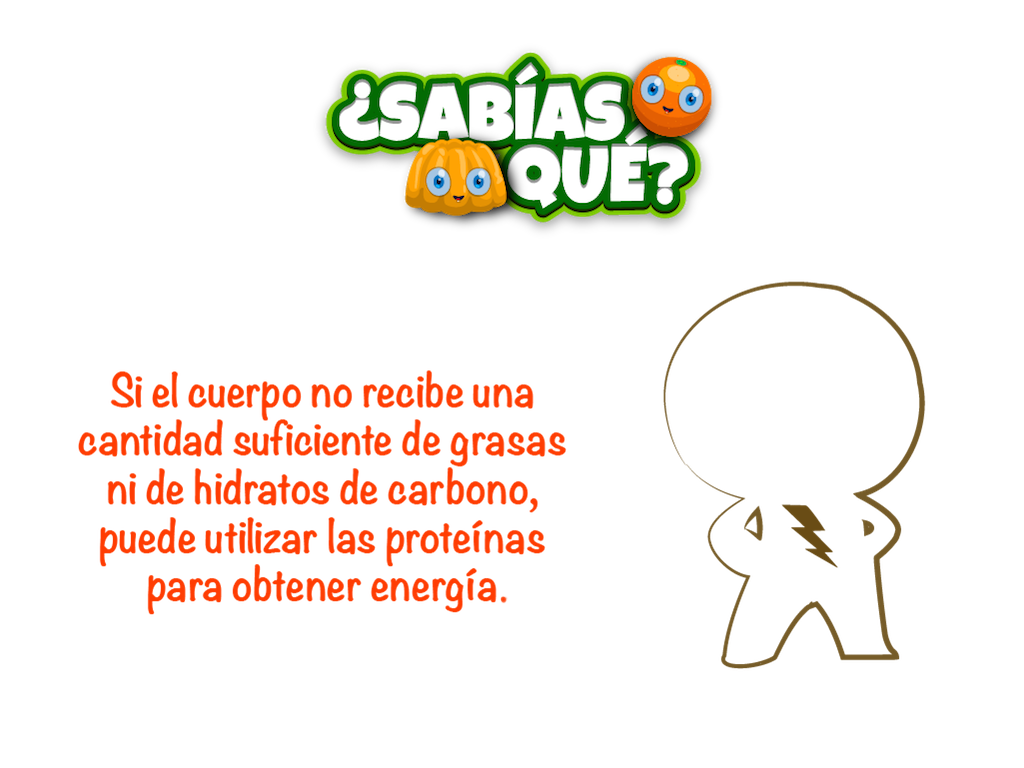 ¿SABÍAS
QUÉ?
Si el cuerpo no recibe una
cantidad suficiente de grasas
ni de hidratos de carbono,
puede utilizar las proteínas
para obtener energía.